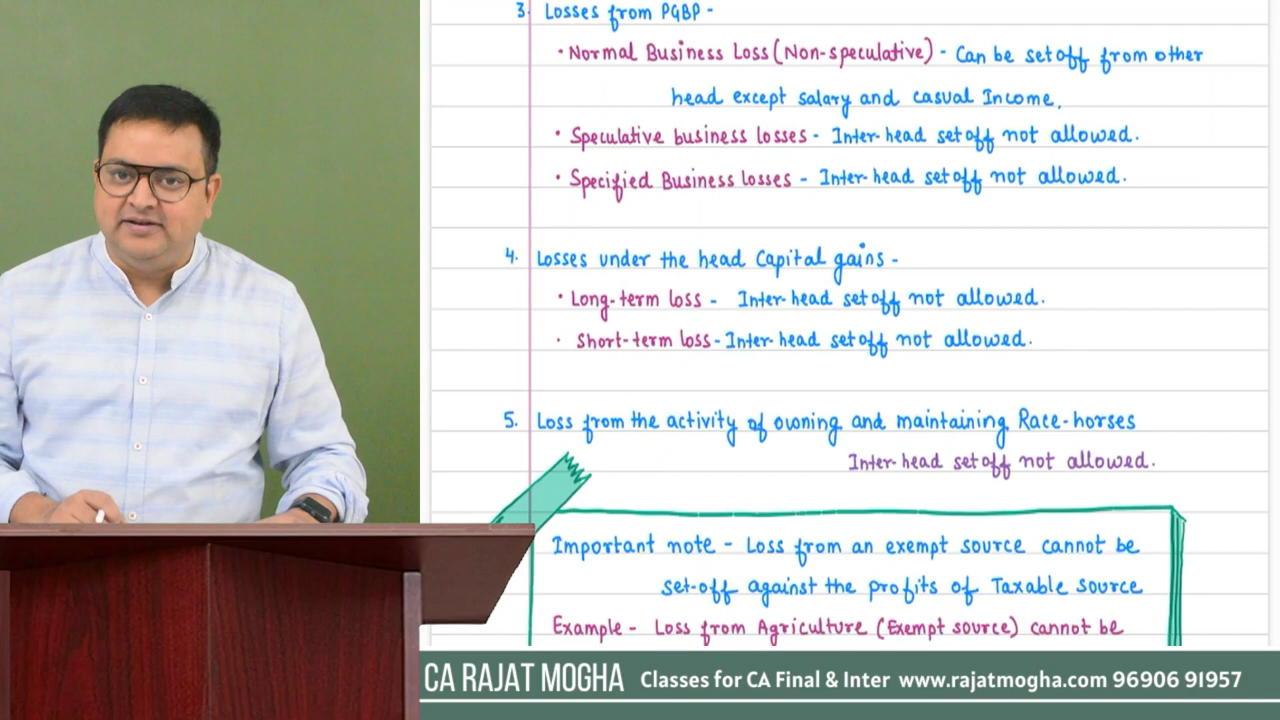 3. Losses from PGBP -
• Normal Business Loss (Non-speculative) - Can be setoff from other
head except salary and casual Income.
• Speculative business losses - Inter-head setoff not allowed.
• Specified Business Losses - Inter-head setoff not allowed.
4. Losses under the head Capital gains -
• Long-term loss - Inter-head setoff not allowed.
• Short-term loss - Inter-head setoff not allowed.
5. Loss from the activity of owning and maintaining Race-horses
Inter-head setoff not allowed.
Important note - Loss from an exempt source cannot be
set-off against the profits of Taxable source
Example - Loss from Agriculture (Exempt source) cannot be
CA RAJAT MOGHA Classes for CA Final & Inter www.rajatmogha.com 96906 91957